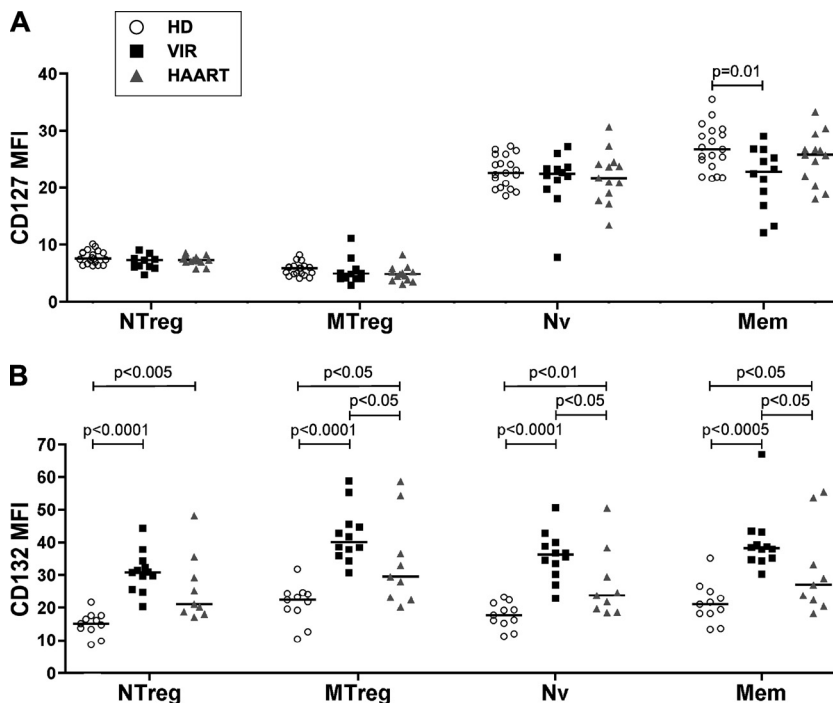 A
HD
VIR
HAART
CD127 MFI
40
30
20
10
0
p=0.01
NTreg MTreg Nv Mem
B
p<0.005 p<0.05 p<0.01 p<0.05
p<0.05 p<0.05 p<0.05
p<0.0001 p<0.0001 p<0.0001 p<0.0005
CD132 MFI
70
60
50
40
30
20
10
0
NTreg MTreg Nv Mem